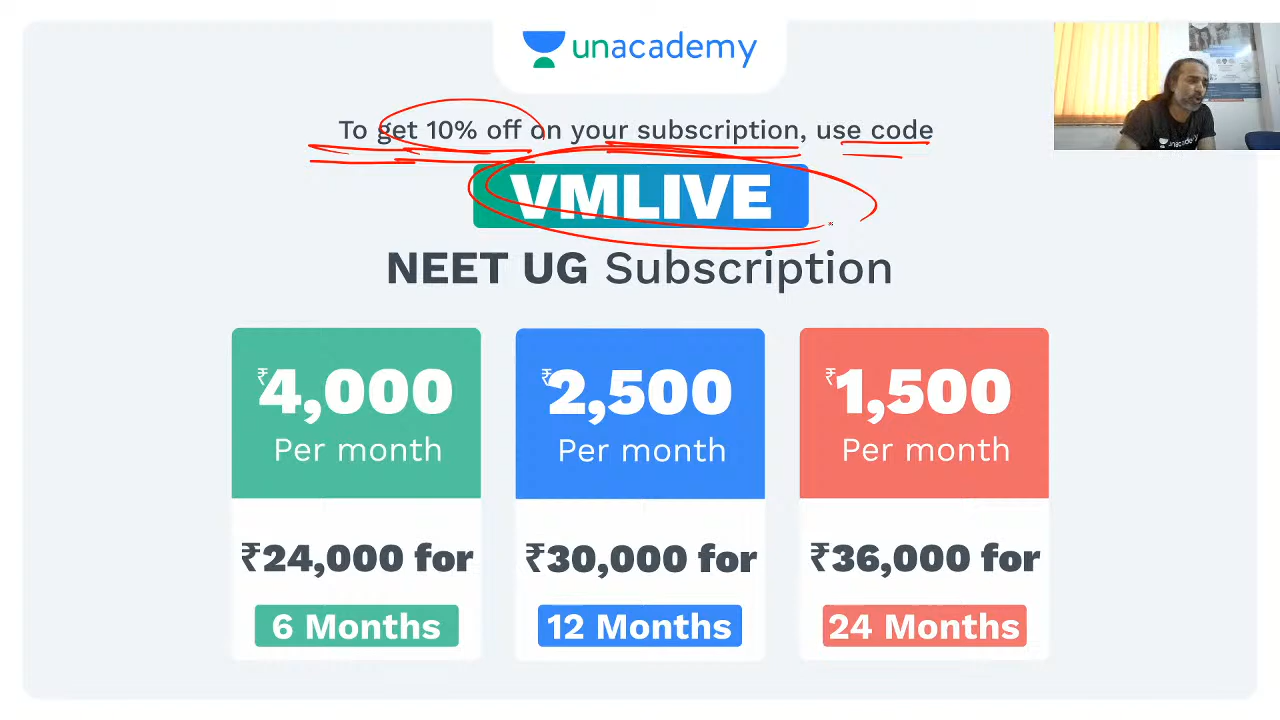 unacademy
To get 10% off on your subscription, use code
VMLIVE
NEET UG Subscription
₹4,000
Per month
₹24,000 for
6 Months
₹2,500
Per month
₹30,000 for
12 Months
₹1,500
Per month
₹36,000 for
24 Months
unacademy